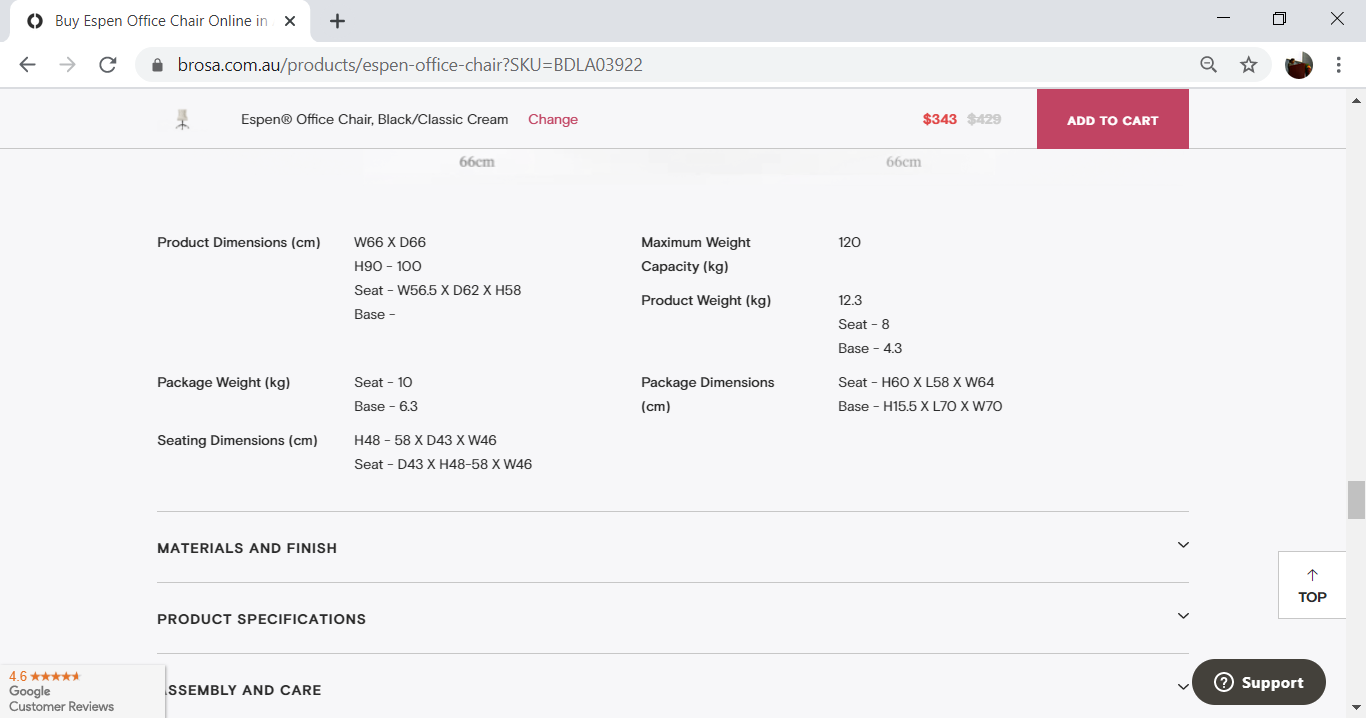 Buy Espen Office Chair Online in
brosa.com.au/products/espen-office-chair?SKU=BDLA03922
Espen® Office Chair, Black/Classic Cream Change $343 $429 ADD TO CART
66cm 66cm
Product Dimensions (cm) W66 X D66
H90 - 100
Seat - W56.5 X D62 X H58
Base -
Maximum Weight 120
Capacity (kg)
Product Weight (kg) 12.3
Seat - 8
Base - 4.3
Package Weight (kg) Seat - 10
Base - 6.3
Package Dimensions Seat - H60 X L58 X W64
(cm) Base - H15.5 X L70 X W70
Seating Dimensions (cm) H48 - 58 X D43 X W46
Seat - D43 X H48-58 X W46
MATERIALS AND FINISH
TOP
PRODUCT SPECIFICATIONS
SSEMBLY AND CARE
4.6
Google
Customer Reviews
Support